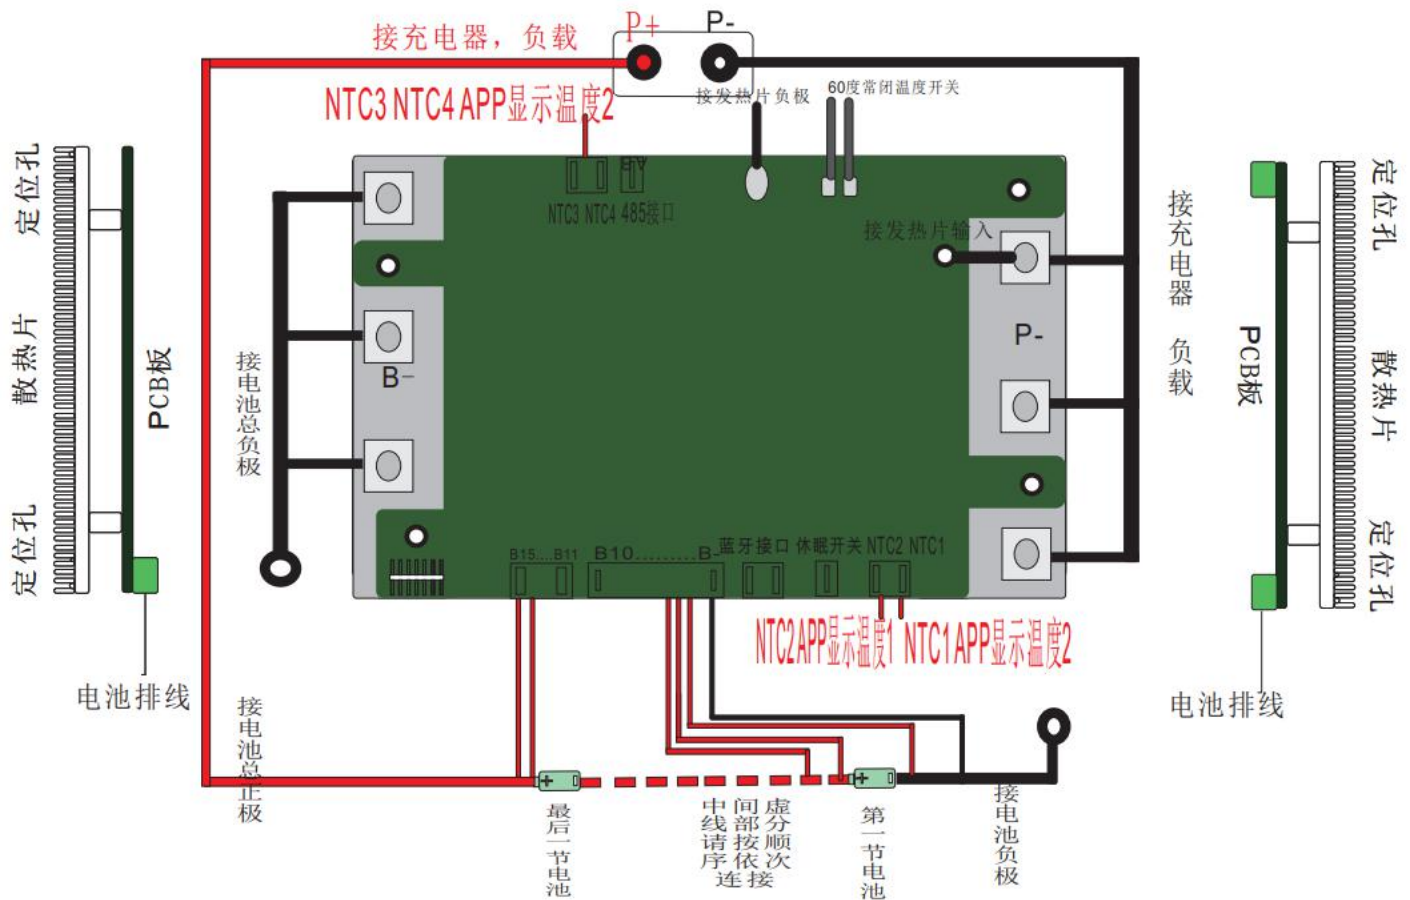 P+
P-
接充电器，负载
NTC3 NTC4 APP显示温度2
接发热片负极
60度常闭温度开关
定位孔
散热片
定位孔
PCB板
电池排线
NTC3 NTC4 485接口
接发热片输入
B-
P-
接电池总负极
接充电器 负载
PCB板
定位孔
散热片
定位孔
电池排线
B15...B11
B10.........B-
蓝牙接口
休眠开关
NTC2 NTC1
NTC2 APP显示温度1
NTC1 APP显示温度2
接电池总正极
+
+
最后一节电池
中间虚
线部分
请按顺
序依次
连接
第一节电池
接电池负极